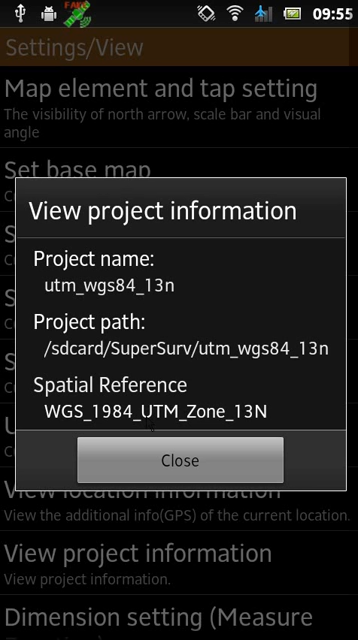 FAKE
09:55
Settings/View
Map element and tap setting
The visibility of north arrow, scale bar and visual
angle
Set base map
View project information
Project name:
utm_wgs84_13n
Project path:
/sdcard/SuperSurv/utm_wgs84_13n
Spatial Reference
WGS_1984_UTM_Zone_13N
Close
View location information
View the additional info(GPS) of the current location.
View project information
View project information.
Dimension setting (Measure